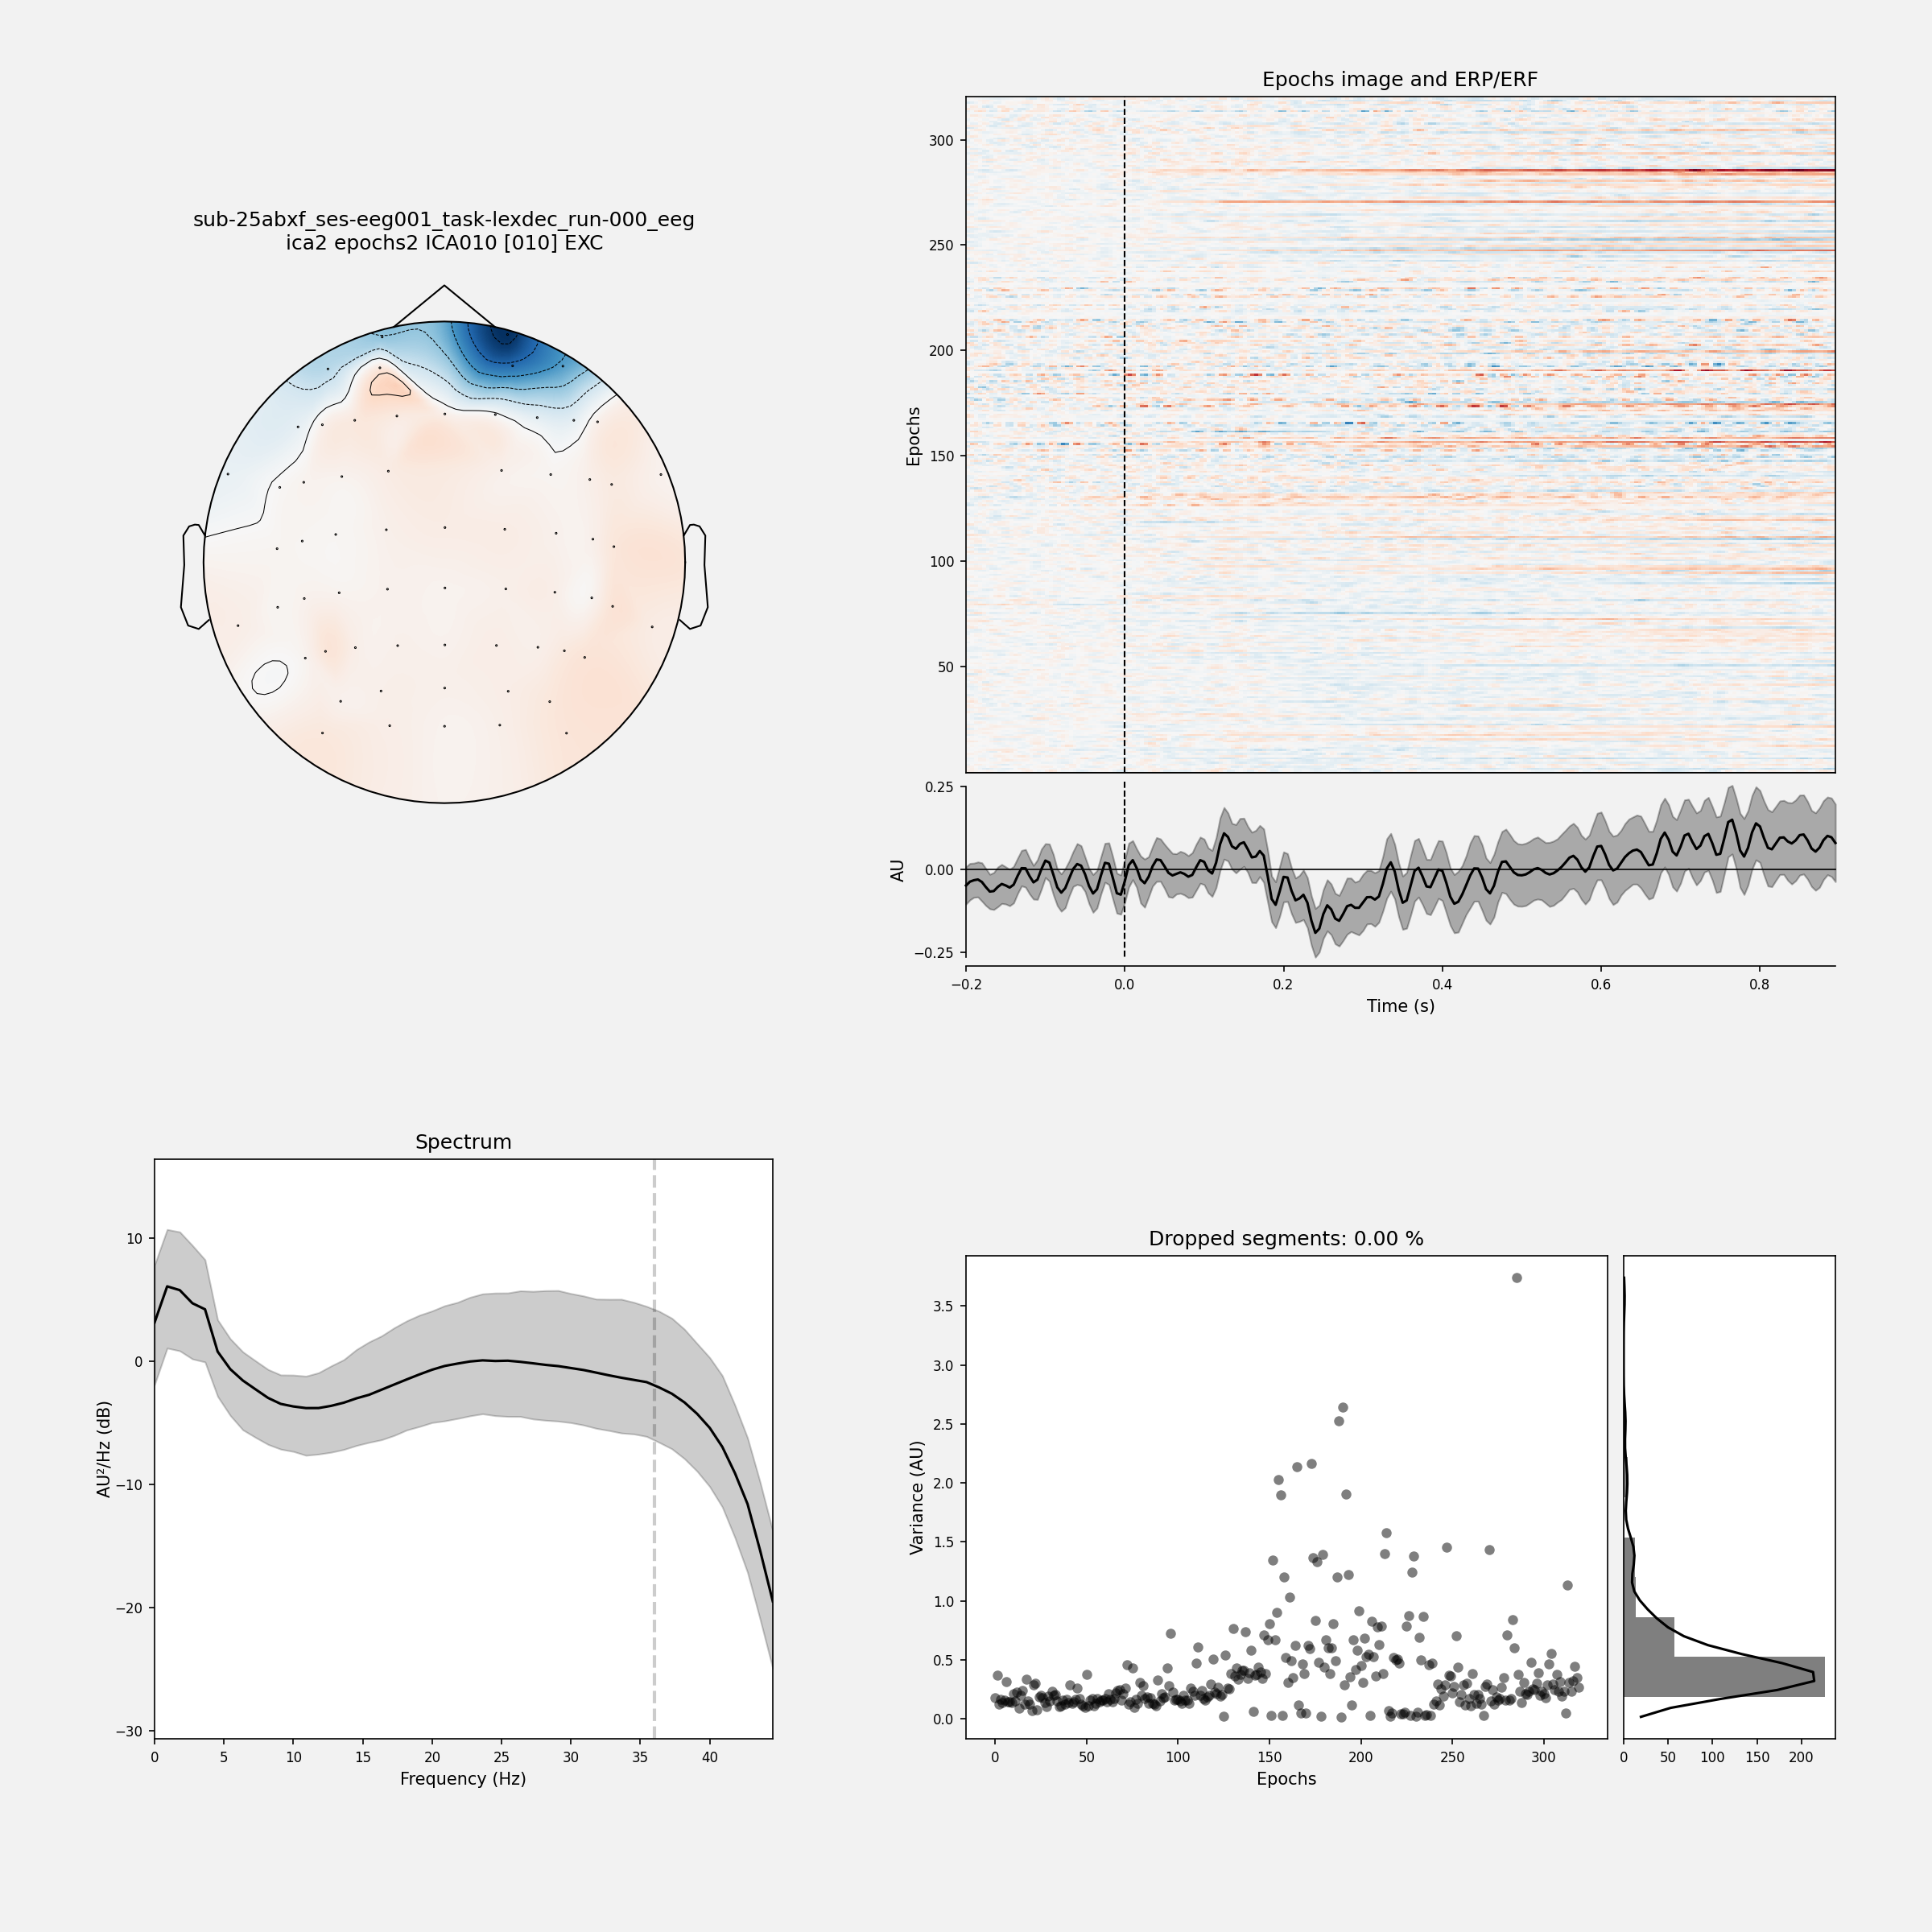 sub-25abxf_ses-eeg001_task-lexdec_run-000_eeg
ica2 epochs2 ICA010 [010] EXC
Epochs image and ERP/ERF
300
250
200
150
100
50
Epochs
0.25
0.00
−0.25
AU
−0.2 0.0 0.2 0.4 0.6 0.8
Time (s)
Spectrum
10
0
−10
−20
−30
AU²/Hz (dB)
0 5 10 15 20 25 30 35 40
Frequency (Hz)
Dropped segments: 0.00 %
3.5
3.0
2.5
2.0
1.5
1.0
0.5
0.0
Variance (AU)
0 50 100 150 200 250 300
Epochs
0 50 100 150 200